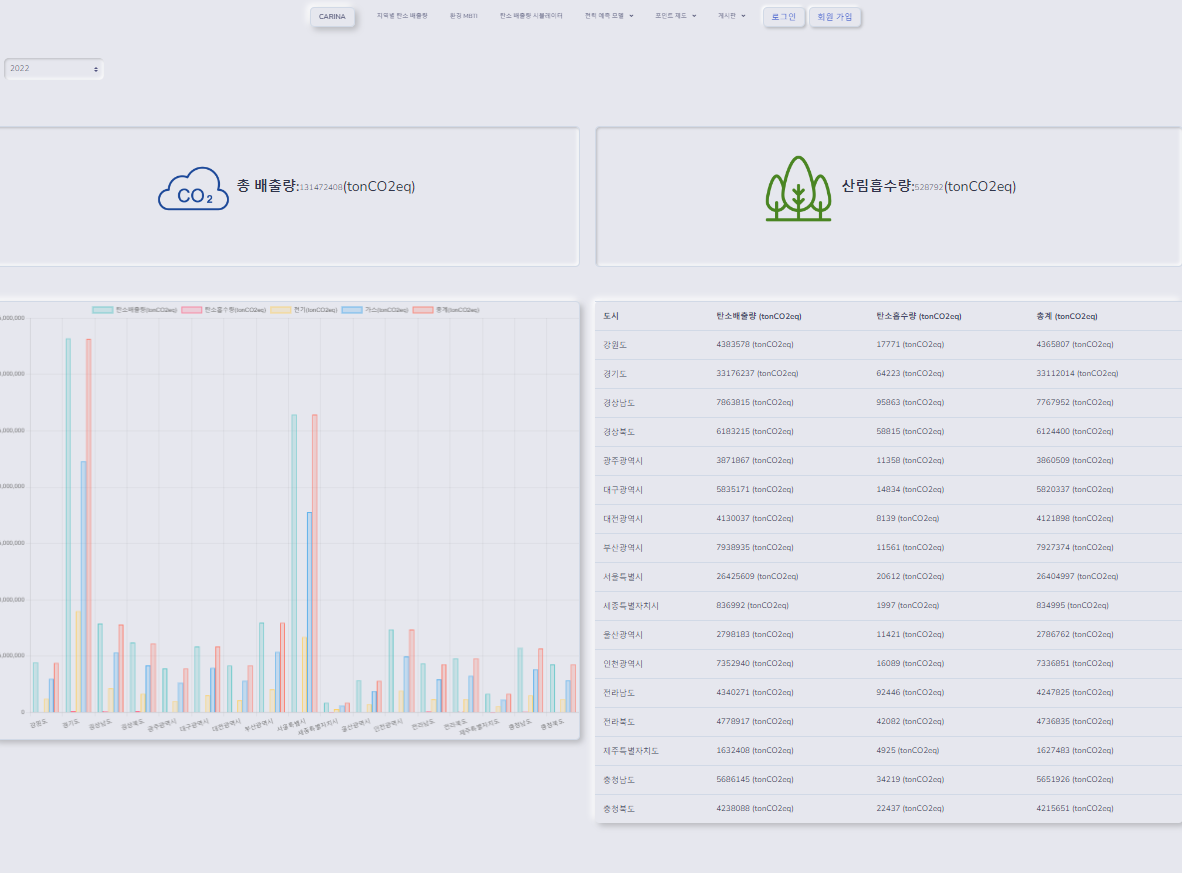 CARINA 지역별 탄소 배출량 환경 MBTI 탄소 배출량 시뮬레이터 전력 예측 모델 포인트 제도 게시판 로그인 회원 가입
2022
CO2 총 배출량:131472408(tonCO2eq)
산림흡수량:528792(tonCO2eq)
탄소배출량(tonCO2eq) 탄소흡수량(tonCO2eq) 전기(tonCO2eq) 가스(tonCO2eq) 총계(tonCO2eq)
0
강원도 경기도 경상남도 경상북도 광주광역시 대구광역시 대전광역시 부산광역시 서울특별시 세종특별자치시 울산광역시 인천광역시 전라남도 전라북도 제주특별자치도 충청남도 충청북도
도시 탄소배출량 (tonCO2eq) 탄소흡수량 (tonCO2eq) 총계 (tonCO2eq)
강원도 4383578 (tonCO2eq) 17771 (tonCO2eq) 4365807 (tonCO2eq)
경기도 33176237 (tonCO2eq) 64223 (tonCO2eq) 33112014 (tonCO2eq)
경상남도 7863815 (tonCO2eq) 95863 (tonCO2eq) 7767952 (tonCO2eq)
경상북도 6183215 (tonCO2eq) 58815 (tonCO2eq) 6124400 (tonCO2eq)
광주광역시 3871867 (tonCO2eq) 11358 (tonCO2eq) 3860509 (tonCO2eq)
대구광역시 5835171 (tonCO2eq) 14834 (tonCO2eq) 5820337 (tonCO2eq)
대전광역시 4130037 (tonCO2eq) 8139 (tonCO2eq) 4121898 (tonCO2eq)
부산광역시 7938935 (tonCO2eq) 11561 (tonCO2eq) 7927374 (tonCO2eq)
서울특별시 26425609 (tonCO2eq) 20612 (tonCO2eq) 26404997 (tonCO2eq)
세종특별자치시 836992 (tonCO2eq) 1997 (tonCO2eq) 834995 (tonCO2eq)
울산광역시 2798183 (tonCO2eq) 11421 (tonCO2eq) 2786762 (tonCO2eq)
인천광역시 7352940 (tonCO2eq) 16089 (tonCO2eq) 7336851 (tonCO2eq)
전라남도 4340271 (tonCO2eq) 92446 (tonCO2eq) 4247825 (tonCO2eq)
전라북도 4778917 (tonCO2eq) 42082 (tonCO2eq) 4736835 (tonCO2eq)
제주특별자치도 1632408 (tonCO2eq) 4925 (tonCO2eq) 1627483 (tonCO2eq)
충청남도 5686145 (tonCO2eq) 34219 (tonCO2eq) 5651926 (tonCO2eq)
충청북도 4238088 (tonCO2eq) 22437 (tonCO2eq) 4215651 (tonCO2eq)